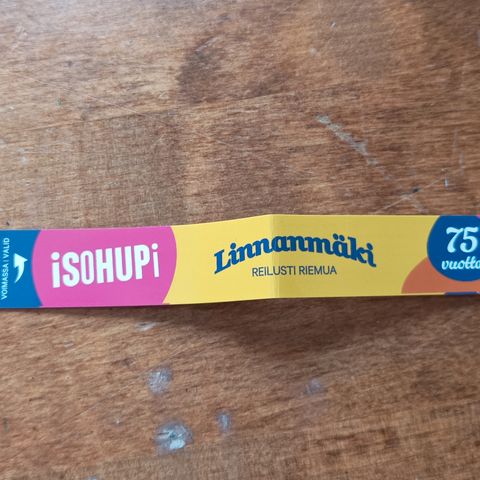 VOIMASSA | VALID
iSOHUPi
Linnanmäki
REILUSTI RIEMUA
75
vuotta